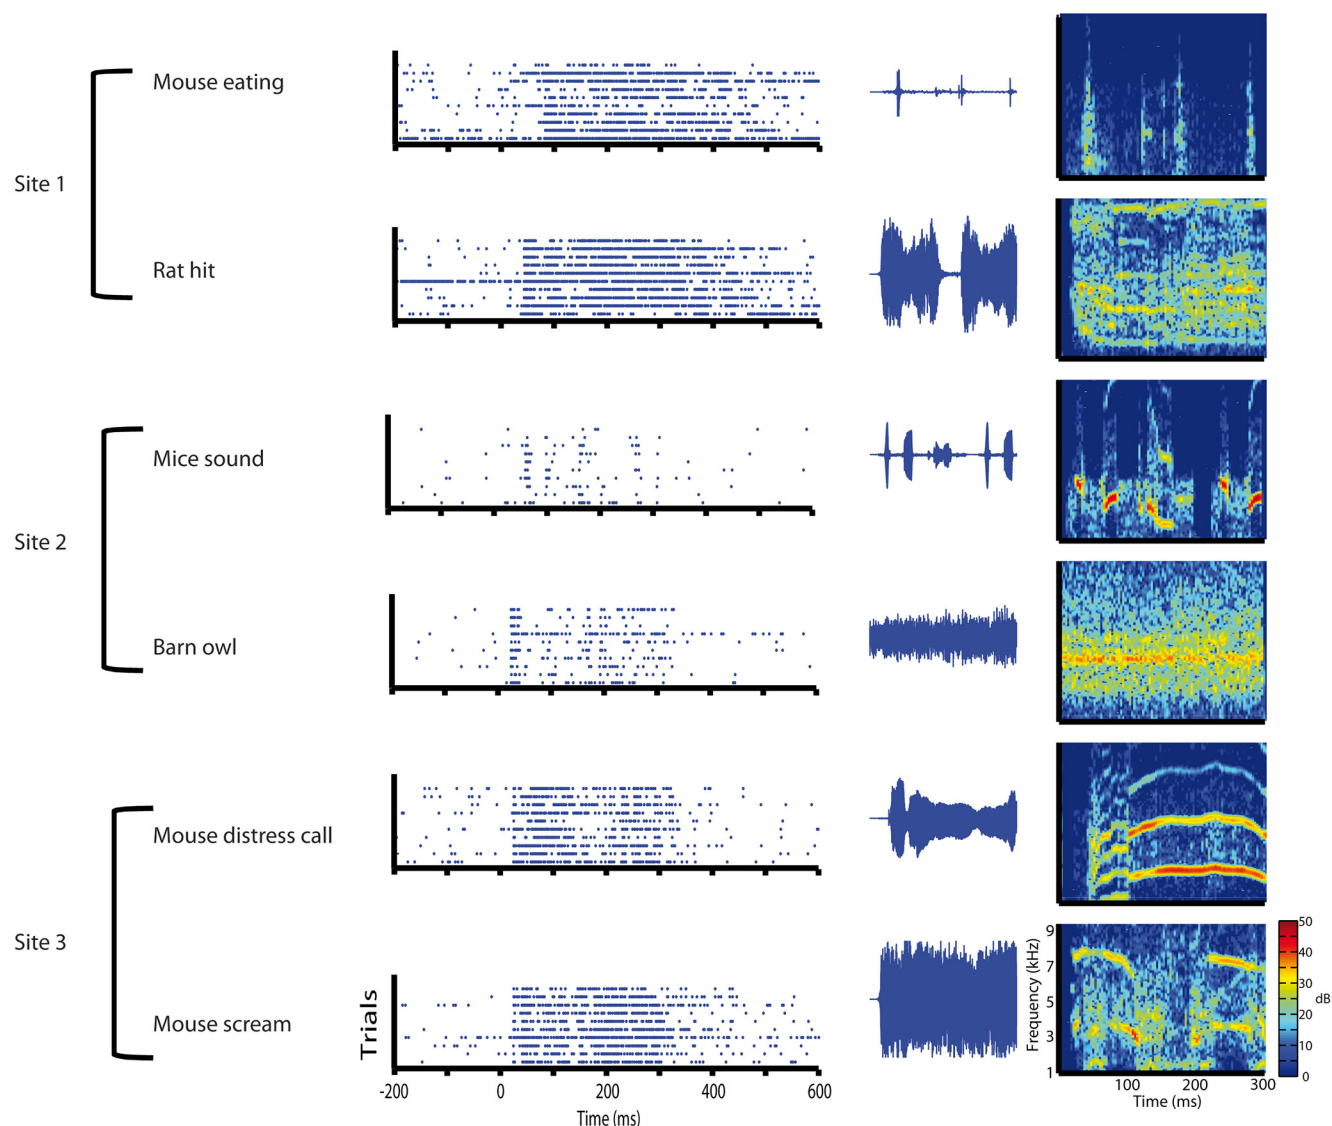 Mouse eating
Site 1
Rat hit
Mice sound
Site 2
Barn owl
Mouse distress call
Site 3
Mouse scream
Trials
-200 0 200 400 600
Time (ms)
Frequency (kHz)
9
7
5
3
1
100 200 300
Time (ms)
50
40
30
20
10
0
dB